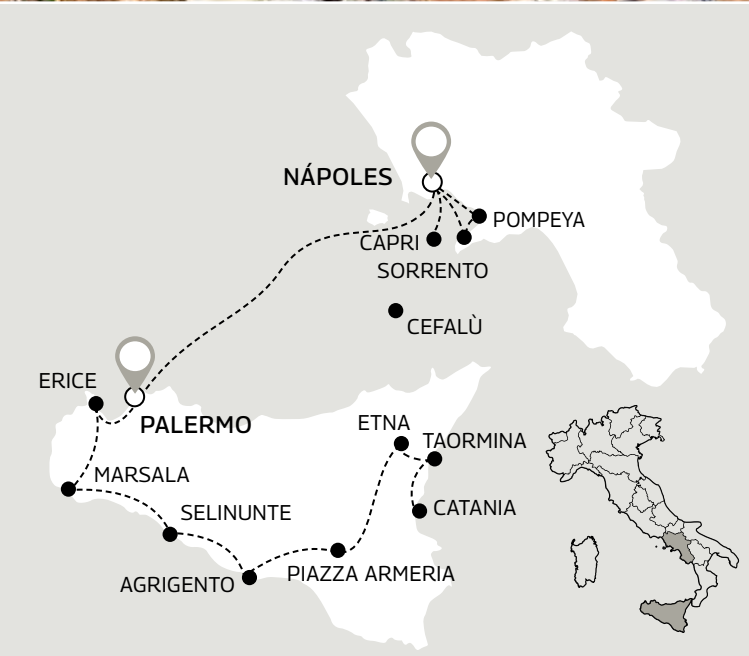 NÁPOLES
POMPEYA
CAPRI
SORRENTO
CEFALÙ
ERICE
PALERMO
ETNA
TAORMINA
MARSALA
CATANIA
SELINUNTE
PIAZZA ARMERIA
AGRIGENTO